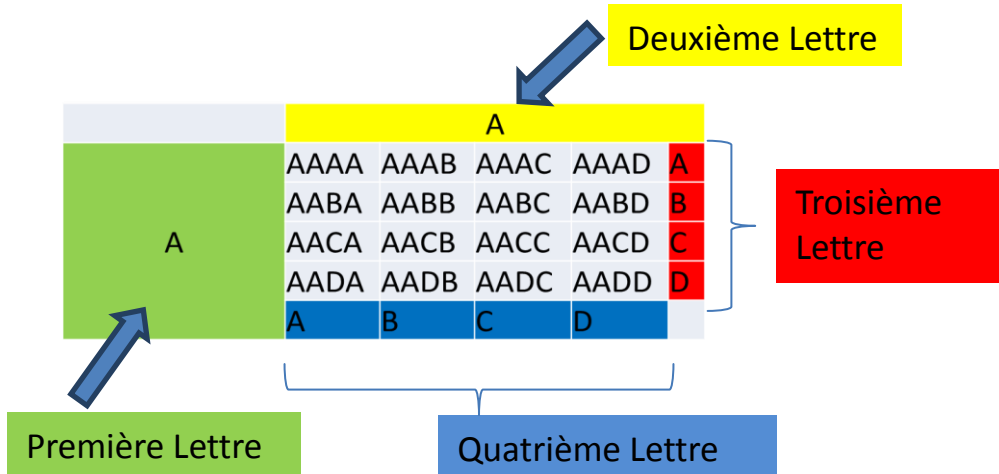 Deuxième Lettre
A
AAAA AAAB AAAC AAAD A
AABA AABB AABC AABD B
A
AACA AACB AACC AACD C
AADA AADB AADC AADD D
A B C D
Troisième
Lettre
Première Lettre
Quatrième Lettre